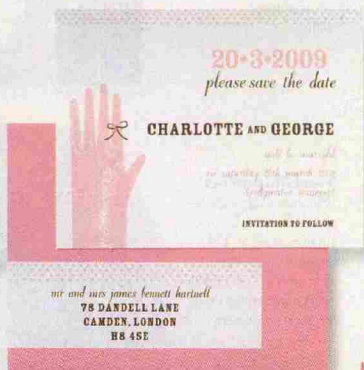 20•3•2009
please save the date
CHARLOTTE AND GEORGE
INVITATION TO FOLLOW
mr and mrs james bennett hartnell
78 DANDELL LANE
CAMDEN, LONDON
H8 4SE